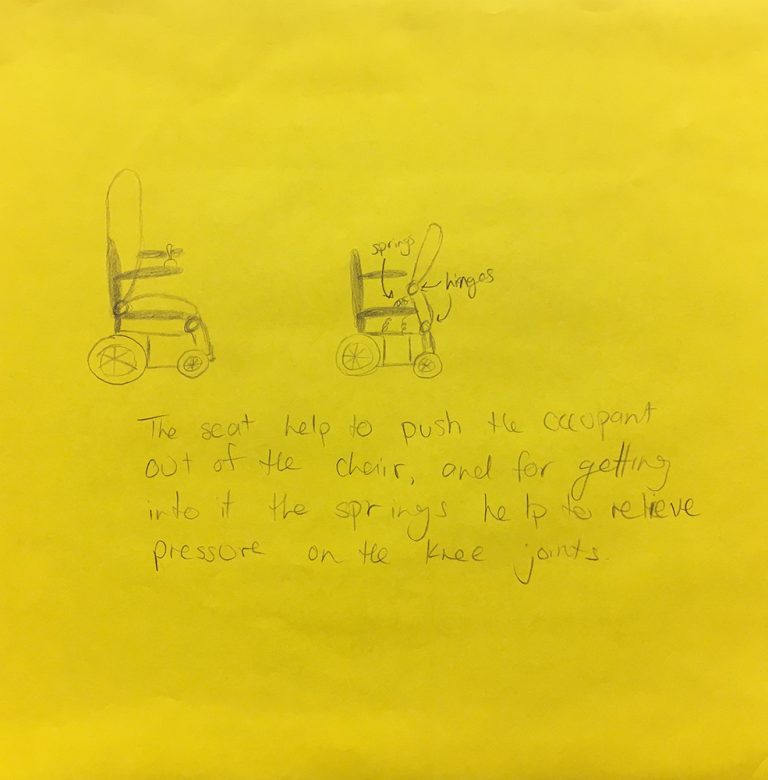 springs
hinges
The seat help to push the occupant
out of the chair, and for getting
into it the springs help to relieve
pressure on the knee joints.